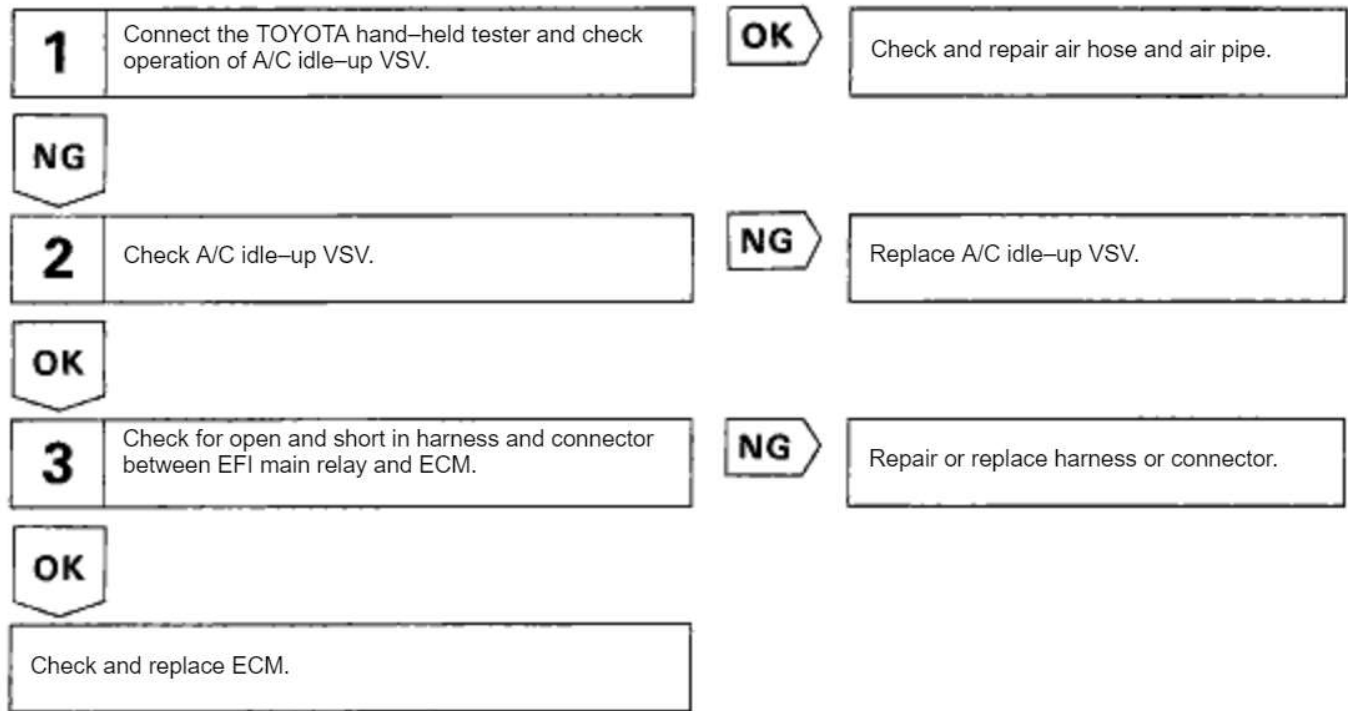 1
Connect the TOYOTA hand–held tester and check
operation of A/C idle–up VSV.
OK
Check and repair air hose and air pipe.
NG
2
Check A/C idle–up VSV.
NG
Replace A/C idle–up VSV.
OK
3
Check for open and short in harness and connector
between EFI main relay and ECM.
NG
Repair or replace harness or connector.
OK
Check and replace ECM.